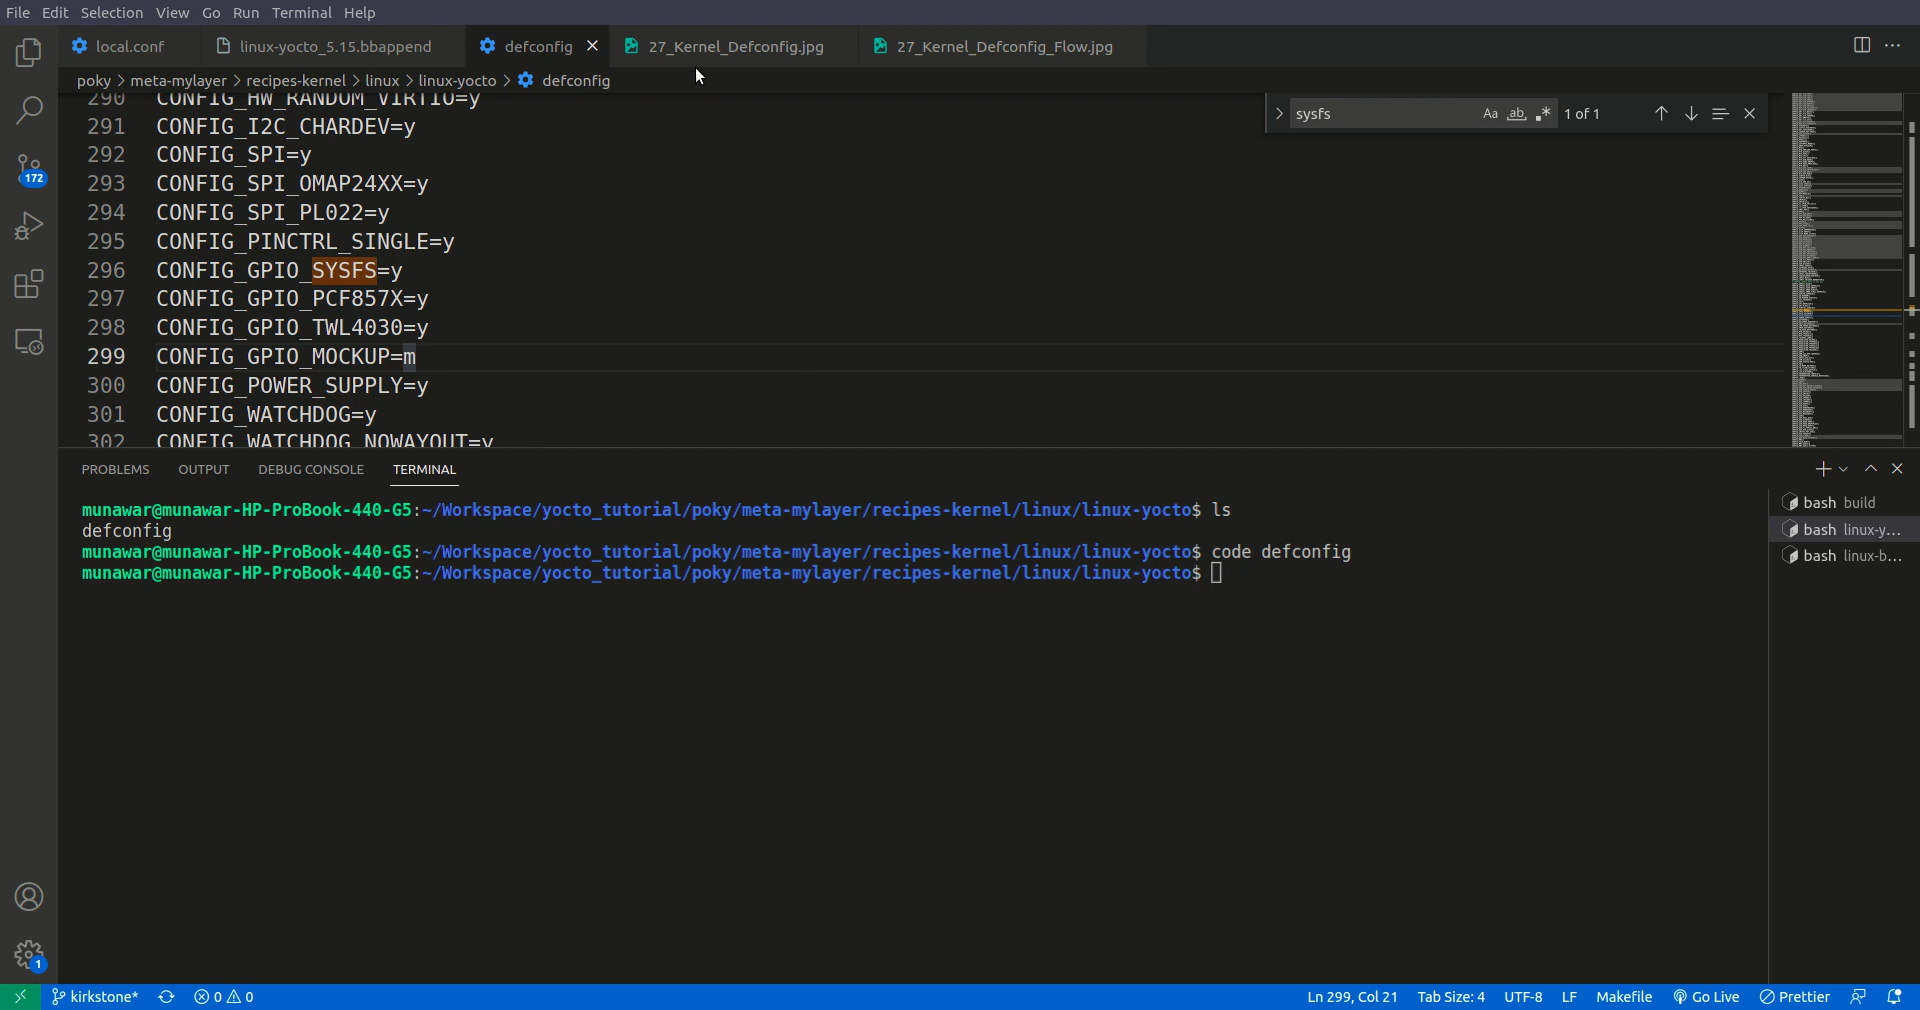 File Edit Selection View Go Run Terminal Help
local.conf linux-yocto_5.15.bbappend defconfig 27_Kernel_Defconfig.jpg 27_Kernel_Defconfig_Flow.jpg
poky > meta-mylayer > recipes-kernel > linux > linux-yocto > defconfig
290 CONFIG_HW_RANDOM_VIRTIO=y
sysfs Aa ab 1 of 1
291 CONFIG_I2C_CHARDEV=y
292 CONFIG_SPI=y
293 CONFIG_SPI_OMAP24XX=y
294 CONFIG_SPI_PL022=y
295 CONFIG_PINCTRL_SINGLE=y
296 CONFIG_GPIO_SYSFS=y
297 CONFIG_GPIO_PCF857X=y
298 CONFIG_GPIO_TWL4030=y
299 CONFIG_GPIO_MOCKUP=m
300 CONFIG_POWER_SUPPLY=y
301 CONFIG_WATCHDOG=y
302 CONFIG_WATCHDOG_NOWAYOUT=y
172
PROBLEMS OUTPUT DEBUG CONSOLE TERMINAL
munawar@munawar-HP-ProBook-440-G5:~/Workspace/yocto_tutorial/poky/meta-mylayer/recipes-kernel/linux/linux-yocto$ ls
defconfig
munawar@munawar-HP-ProBook-440-G5:~/Workspace/yocto_tutorial/poky/meta-mylayer/recipes-kernel/linux/linux-yocto$ code defconfig
munawar@munawar-HP-ProBook-440-G5:~/Workspace/yocto_tutorial/poky/meta-mylayer/recipes-kernel/linux/linux-yocto$
bash build
bash linux-y...
bash linux-b...
1
kirkstone* 0 0 Ln 299, Col 21 Tab Size: 4 UTF-8 LF Makefile Go Live Prettier